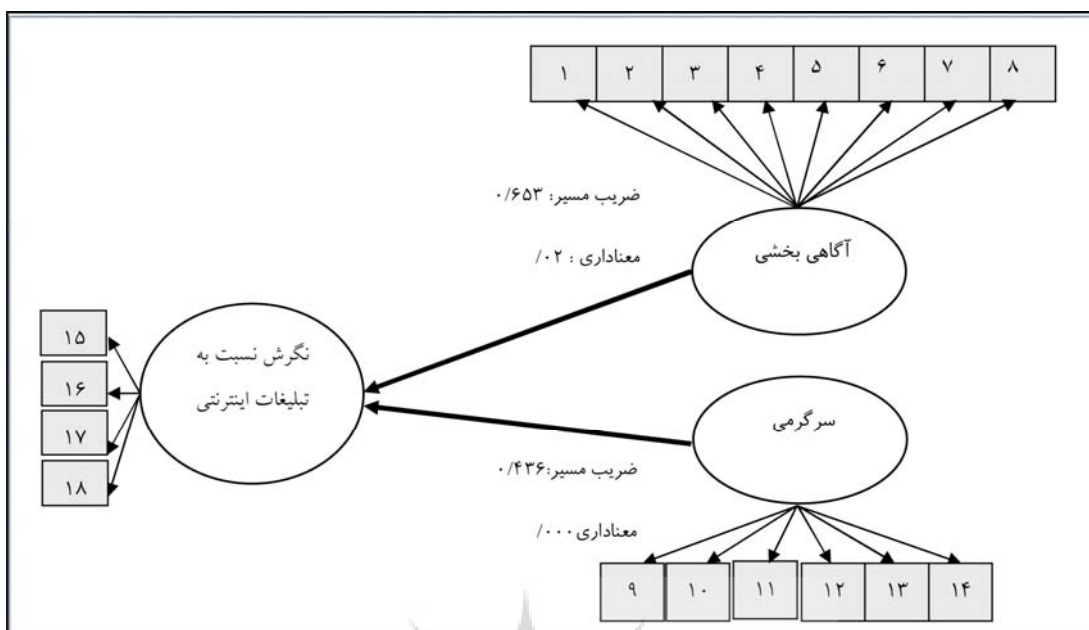 ۱ ۲ ۳ ۴ ۵ ۶ ۷ ۸
ضریب مسیر: ۰/۶۵۳
آگاهی بخشی
معناداری : ۰۲/
۱۵
۱۶
۱۷
۱۸
نگرش نسبت به
تبلیغات اینترنتی
سرگرمی
ضریب مسیر:۰/۴۳۶
معناداری۰۰۰/
۹ ۱۰ ۱۱ ۱۲ ۱۳ ۱۴